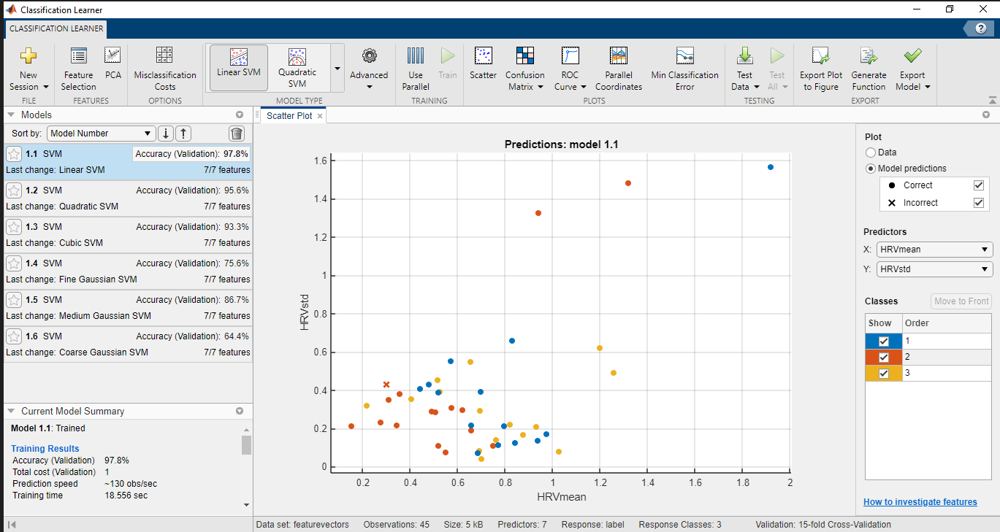 Classification Learner
CLASSIFICATION LEARNER
?
New Session
Feature Selection
PCA
Misclassification Costs
Linear SVM
Quadratic SVM
Advanced
Use Parallel
Train
Scatter
Confusion Matrix
ROC Curve
Parallel Coordinates
Min Classification Error
Test Data
Test All
Export Plot to Figure
Generate Function
Export Model
FILE
FEATURES
OPTIONS
MODEL TYPE
TRAINING
PLOTS
TESTING
EXPORT
Models
Sort by: Model Number
1.1 SVM Accuracy (Validation): 97.8%
Last change: Linear SVM 7/7 features
1.2 SVM Accuracy (Validation): 95.6%
Last change: Quadratic SVM 7/7 features
1.3 SVM Accuracy (Validation): 93.3%
Last change: Cubic SVM 7/7 features
1.4 SVM Accuracy (Validation): 75.6%
Last change: Fine Gaussian SVM 7/7 features
1.5 SVM Accuracy (Validation): 86.7%
Last change: Medium Gaussian SVM 7/7 features
1.6 SVM Accuracy (Validation): 64.4%
Last change: Coarse Gaussian SVM 7/7 features
Current Model Summary
Model 1.1: Trained
Training Results
Accuracy (Validation) 97.8%
Total cost (Validation) 1
Prediction speed ~130 obs/sec
Training time 18.556 sec
Scatter Plot
Predictions: model 1.1
1.6
1.4
1.2
1
0.8
0.6
0.4
0.2
0
HRVstd
0.2 0.4 0.6 0.8 1 1.2 1.4 1.6 1.8 2
HRVmean
Plot
Data
Model predictions
Correct
Incorrect
Predictors
X: HRVmean
Y: HRVstd
Classes
Move to Front
Show Order
1
2
3
How to investigate features
Data set: featurevectors Observations: 45 Size: 5 kB Predictors: 7 Response: label Response Classes: 3 Validation: 15-fold Cross-Validation